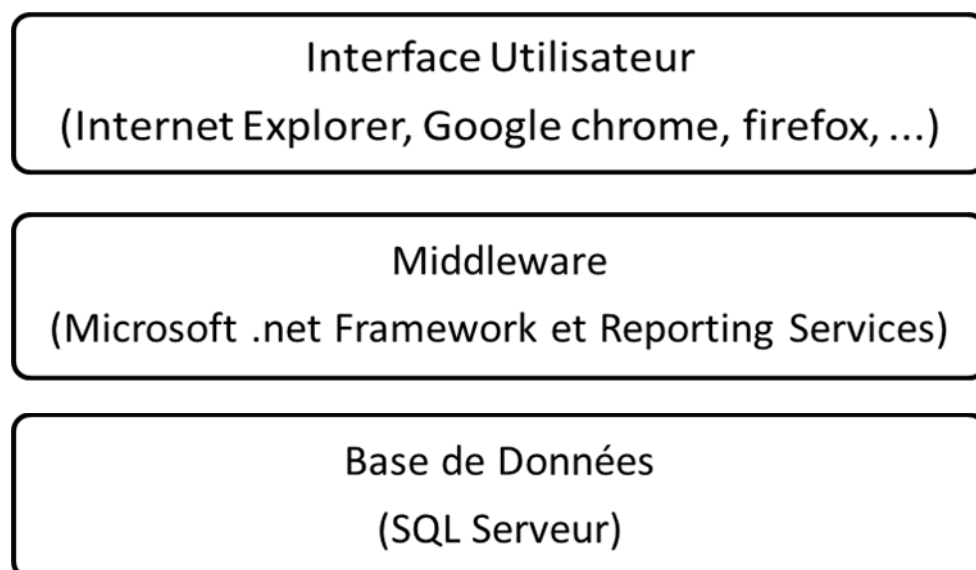 Interface Utilisateur
(Internet Explorer, Google chrome, firefox, ...)
Middleware
(Microsoft .net Framework et Reporting Services)
Base de Données
(SQL Serveur)